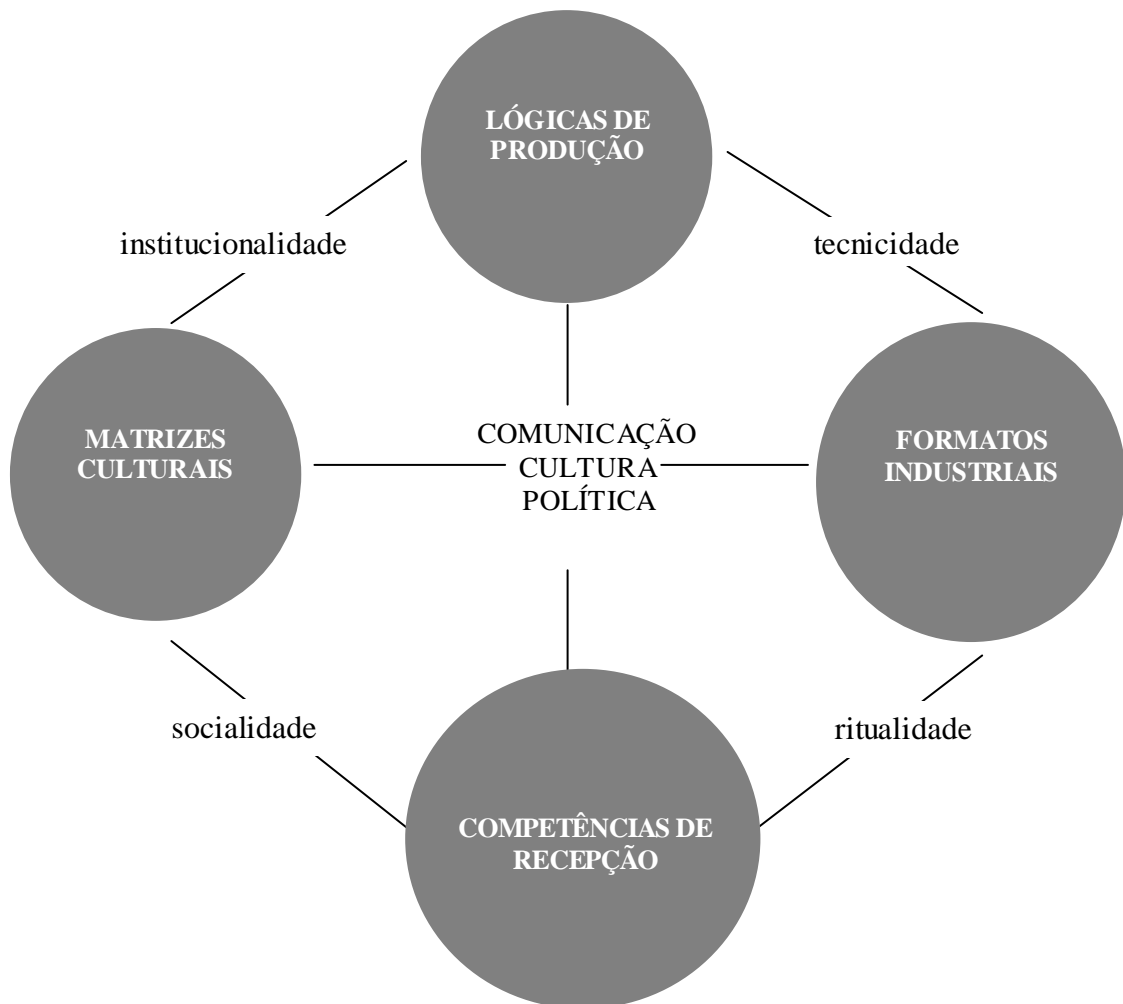 LÓGICAS DE
PRODUÇÃO
institucionalidade
tecnicidade
MATRIZES
CULTURAIS
COMUNICAÇÃO
CULTURA
POLÍTICA
FORMATOS
INDUSTRIAIS
socialidade
ritualidade
COMPETÊNCIAS DE
RECEPÇÃO